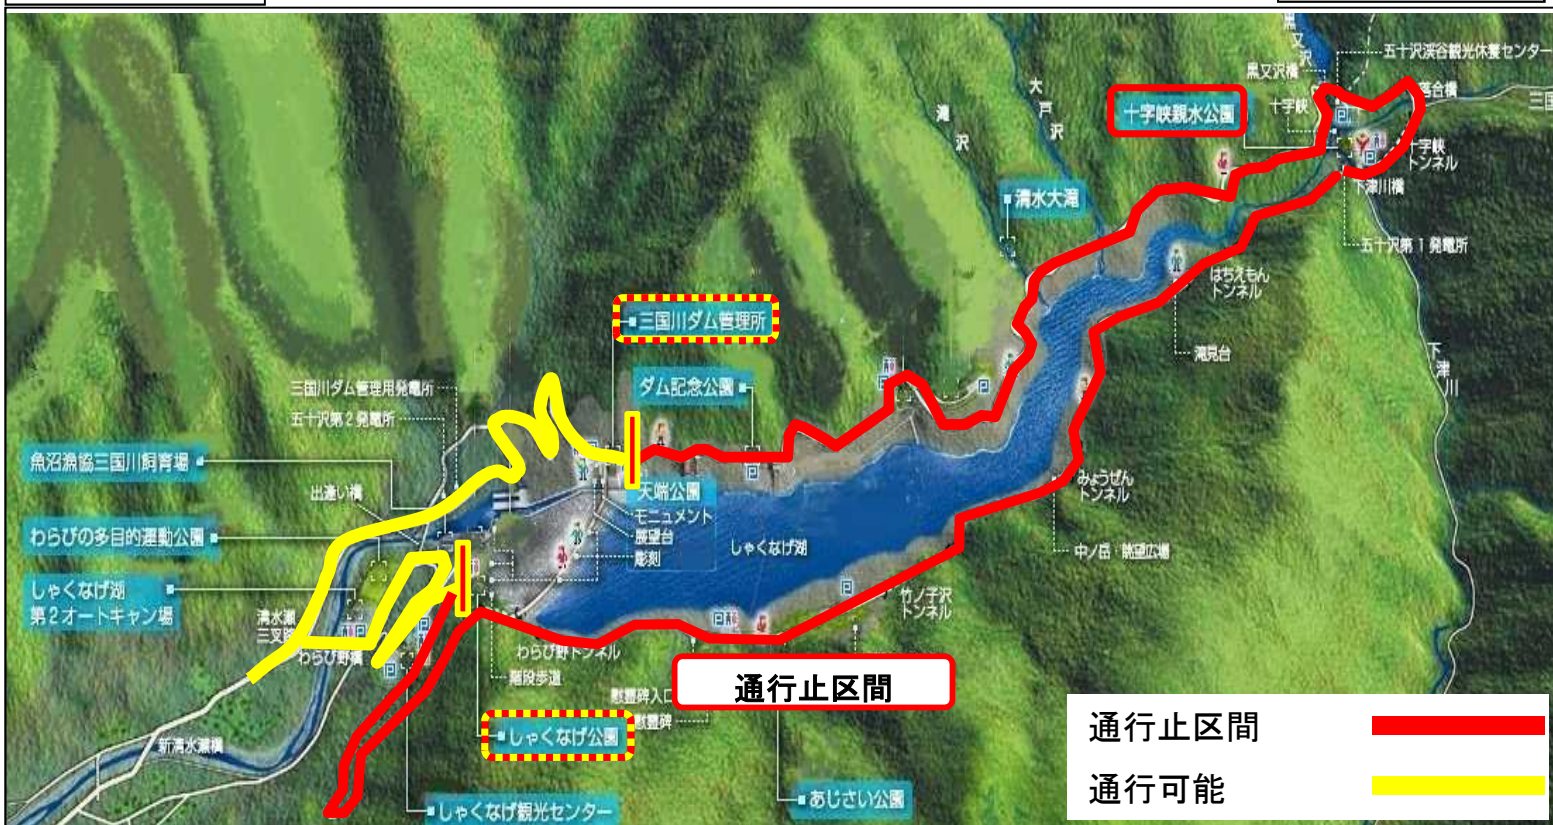 黒又沢
五十沢渓谷観光休養センター
黒又沢橋
落合橋
三国
十字峡
十字峡親水公園
大戸沢
滝沢
十字峡
トンネル
下津川橋
清水大滝
五十沢第1発電所
はちえもん
トンネル
三国川ダム管理所
滝見台
下津川
三国川ダム管理用発電所
ダム記念公園
五十沢第2発電所
魚沼漁協三国川飼育場
出逢い橋
天端公園
モニュメント
展望台
彫刻
みょうぜん
トンネル
わらびの多目的運動公園
しゃくなげ湖
中ノ岳・眺望広場
しゃくなげ湖
第2オートキャン場
竹ノ子沢
トンネル
清水瀬
わらび野橋
わらび野トンネル
階段歩道
通行止区間
慰霊碑入口
慰霊碑
しゃくなげ公園
新清水瀬橋
あじさい公園
しゃくなげ観光センター
通行止区間
通行可能